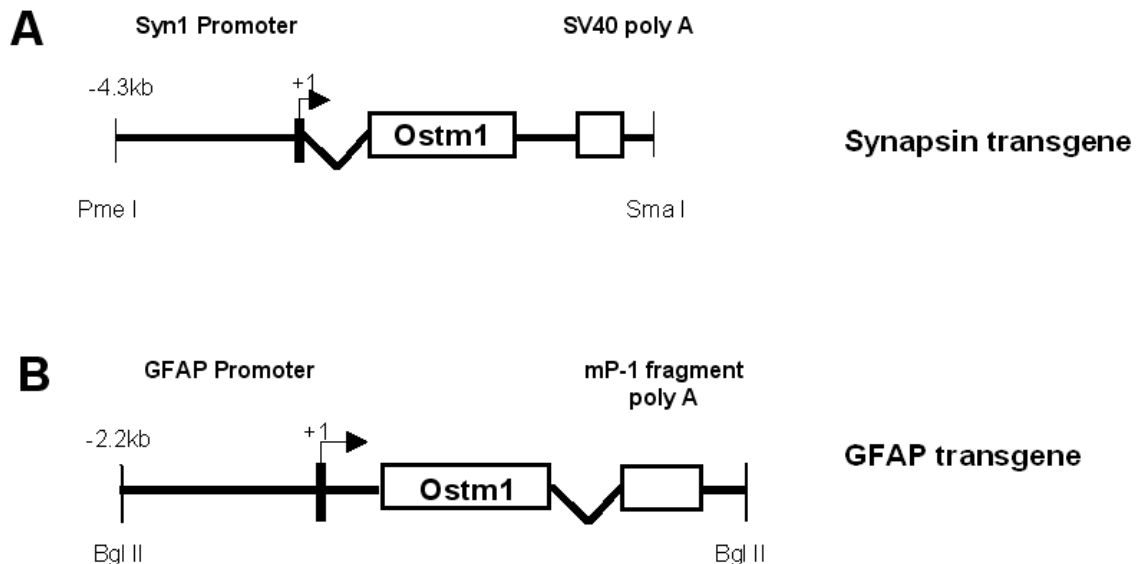 A
Syn1 Promoter
SV40 poly A
-4.3kb
+1
Ostm1
Synapsin transgene
Pme I
Sma I
B
GFAP Promoter
mP-1 fragment
poly A
-2.2kb
+1
Ostm1
GFAP transgene
Bgl II
Bgl II